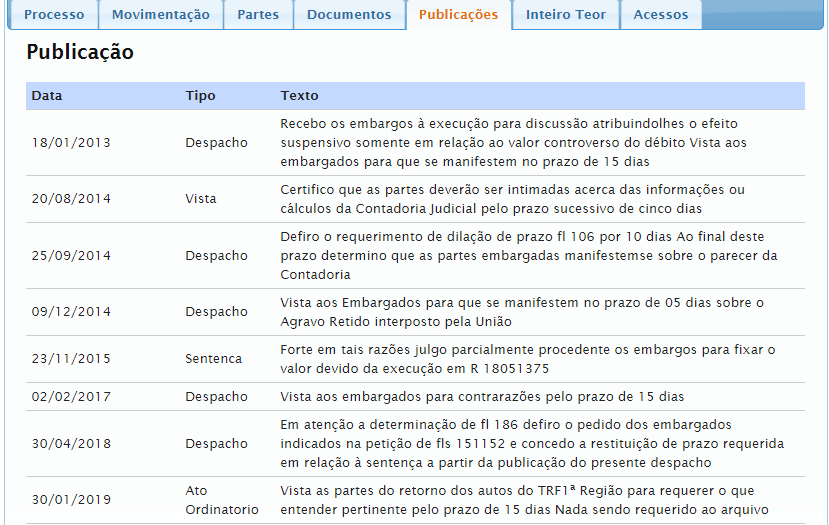 Processo Movimentação Partes Documentos Publicações Inteiro Teor Acessos
Publicação
Data Tipo Texto
18/01/2013 Despacho Recebo os embargos à execução para discussão atribuindolhes o efeito
suspensivo somente em relação ao valor controverso do débito Vista aos
embargados para que se manifestem no prazo de 15 dias
20/08/2014 Vista Certifico que as partes deverão ser intimadas acerca das informações ou
cálculos da Contadoria Judicial pelo prazo sucessivo de cinco dias
25/09/2014 Despacho Defiro o requerimento de dilação de prazo fl 106 por 10 dias Ao final deste
prazo determino que as partes embargadas manifestemse sobre o parecer da
Contadoria
09/12/2014 Despacho Vista aos Embargados para que se manifestem no prazo de 05 dias sobre o
Agravo Retido interposto pela União
23/11/2015 Sentenca Forte em tais razões julgo parcialmente procedente os embargos para fixar o
valor devido da execução em R 18051375
02/02/2017 Despacho Vista aos embargados para contrarazões pelo prazo de 15 dias
30/04/2018 Despacho Em atenção a determinação de fl 186 defiro o pedido dos embargados
indicados na petição de fls 151152 e concedo a restituição de prazo requerida
em relação à sentença a partir da publicação do presente despacho
30/01/2019 Ato Ordinatorio Vista as partes do retorno dos autos do TRF1ª Região para requerer o que
entender pertinente pelo prazo de 15 dias Nada sendo requerido ao arquivo